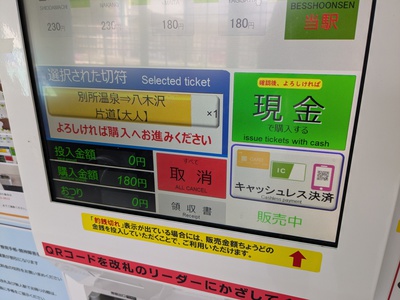 BESSHOONSEN
当駅
230円
180円
180円
選択された切符 Selected ticket
別所温泉⇒八木沢
片道【大人】
×1
よろしければ購入へお進みください
確認後、よろしければ
現金
で購入する
issue tickets with cash
投入金額 0円
購入金額 180円
おつり 0円
すべて
取消
ALL CANCEL
領収書
Receipt
IC
キャッシュレス決済
Cashless payment
販売中
「釣銭切れ」表示が出ている場合には、販売金額ちょうどの
金銭を投入していただくことで、ご利用いただけます。
QRコードを改札のリーダーにかざして